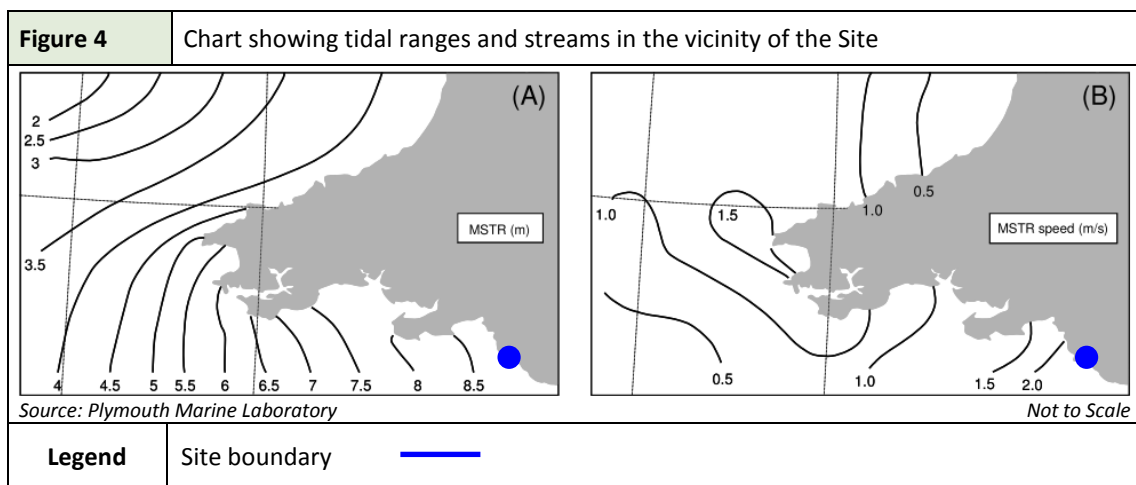 Figure 4 Chart showing tidal ranges and streams in the vicinity of the Site
(A)
2
2.5
3
3.5
MSTR (m)
4 4.5 5 5.5 6 6.5 7 7.5 8 8.5
(B)
0.5
1.0
1.0 1.5
MSTR speed (m/s)
0.5 1.0 1.5 2.0
Source: Plymouth Marine Laboratory Not to Scale
Legend Site boundary